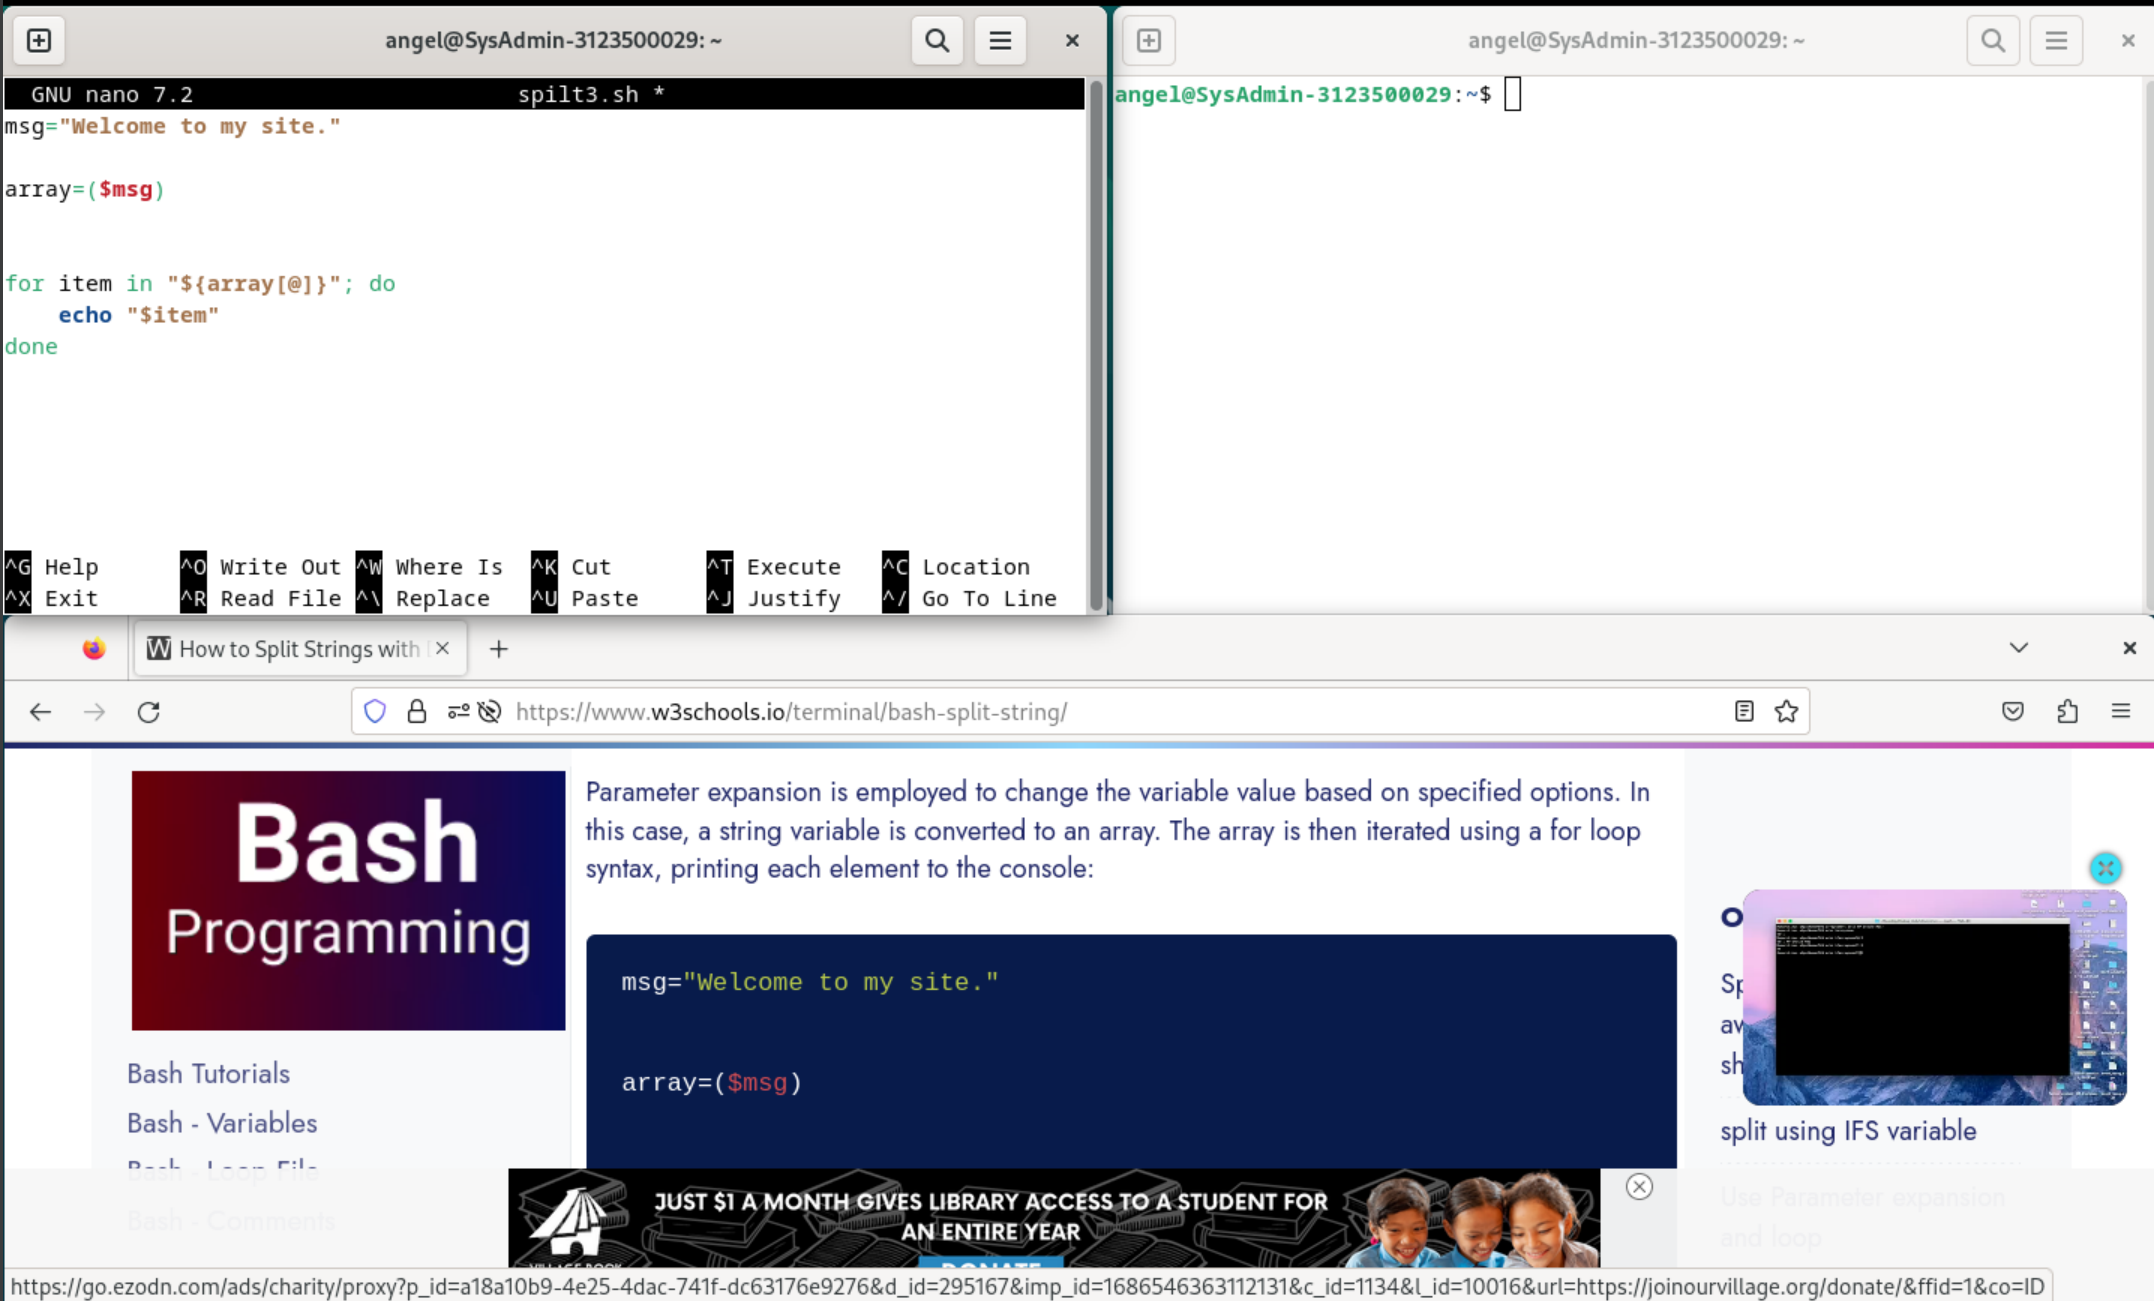 angel@SysAdmin-3123500029: ~
GNU nano 7.2 spilt3.sh *
msg="Welcome to my site."
array=($msg)
for item in "${array[@]}"; do
echo "$item"
done
^G Help ^O Write Out ^W Where Is ^K Cut ^T Execute ^C Location
^X Exit ^R Read File ^\ Replace ^U Paste ^J Justify ^/ Go To Line
angel@SysAdmin-3123500029: ~
angel@SysAdmin-3123500029:~$
How to Split Strings with
https://www.w3schools.io/terminal/bash-split-string/
Bash
Programming
Bash Tutorials
Bash - Variables
Bash - Loop File
Bash - Comments
Parameter expansion is employed to change the variable value based on specified options. In
this case, a string variable is converted to an array. The array is then iterated using a for loop
syntax, printing each element to the console:
msg="Welcome to my site."
array=($msg)
split using IFS variable
Use Parameter expansion
and loop
JUST $1 A MONTH GIVES LIBRARY ACCESS TO A STUDENT FOR
AN ENTIRE YEAR
DONATE
https://go.ezodn.com/ads/charity/proxy?p_id=a18a10b9-4e25-4dac-741f-dc63176e9276&d_id=295167&imp_id=1686546363112131&c_id=1134&l_id=10016&url=https://joinourvillage.org/donate/&ffid=1&co=ID